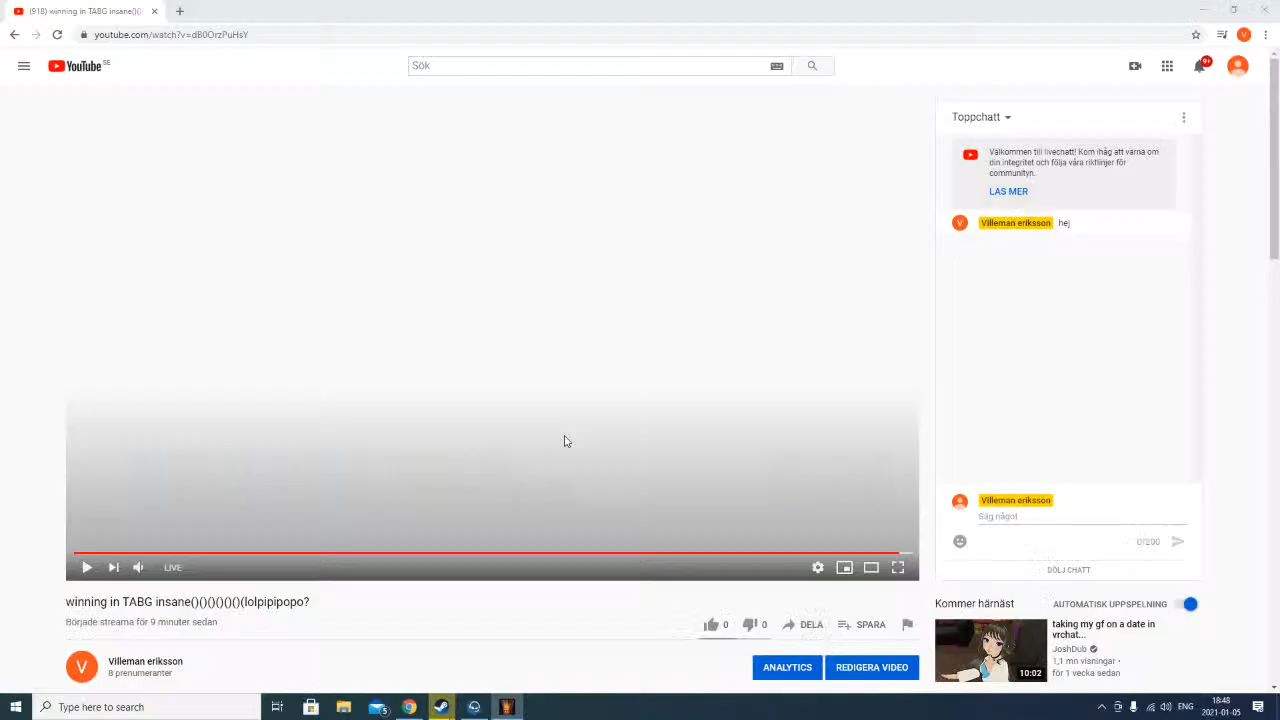 (918) winning in TABG insane()()(
youtube.com/watch?v=dB0OrzPuHsY
YouTube SE
Sök
9+
Toppchatt
Välkommen till livechatt! Kom ihåg att värna om
din integritet och följa våra riktlinjer för
communityn.
LÄS MER
V Villeman eriksson hej
Villeman eriksson
Säg något
0/200
DÖLJ CHATT
LIVE
winning in TABG insane()()()()()()(lolpipipopo?
Började streama för 9 minuter sedan
0 0 DELA SPARA
V Villeman eriksson
8 prenumeranter
ANALYTICS REDIGERA VIDEO
Kommer härnäst AUTOMATISK UPPSPELNING
taking my gf on a date in
vrchat...
JoshDub
1,1 mn visningar •
för 1 vecka sedan
10:02
Type here to search
5
ENG
18:48
2021-01-05